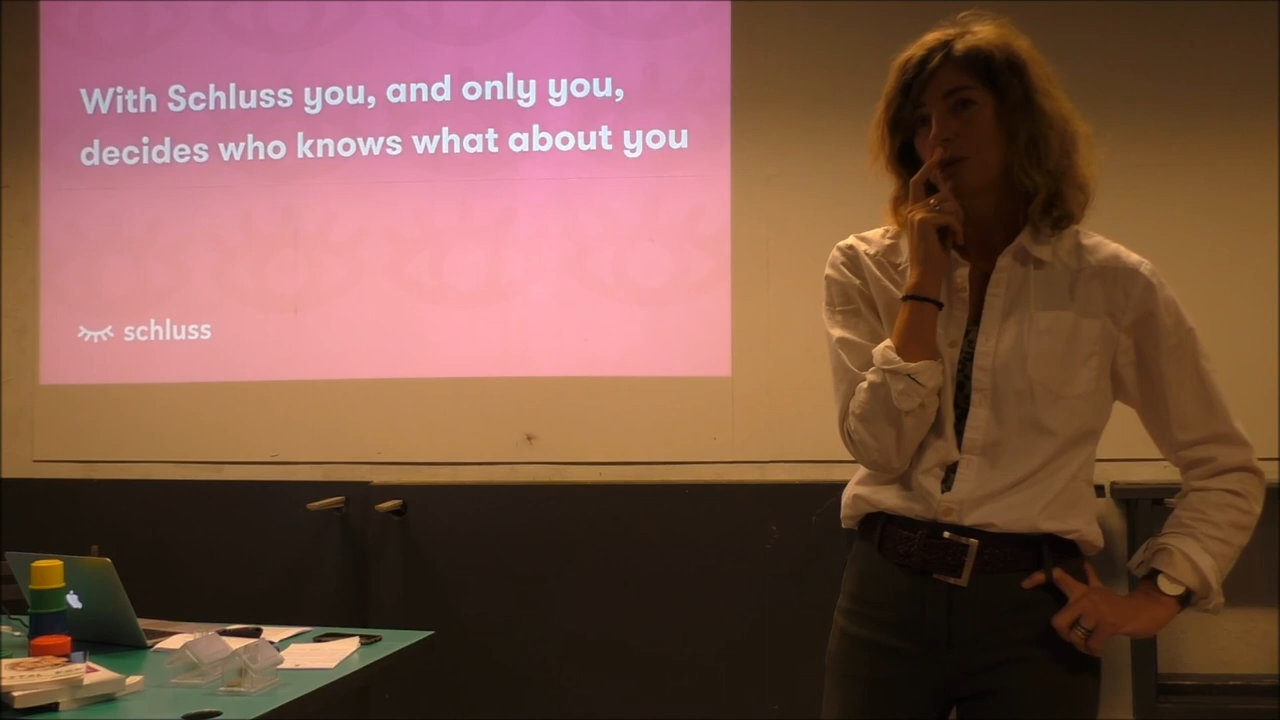 With Schluss you, and only you,
decides who knows what about you
schluss